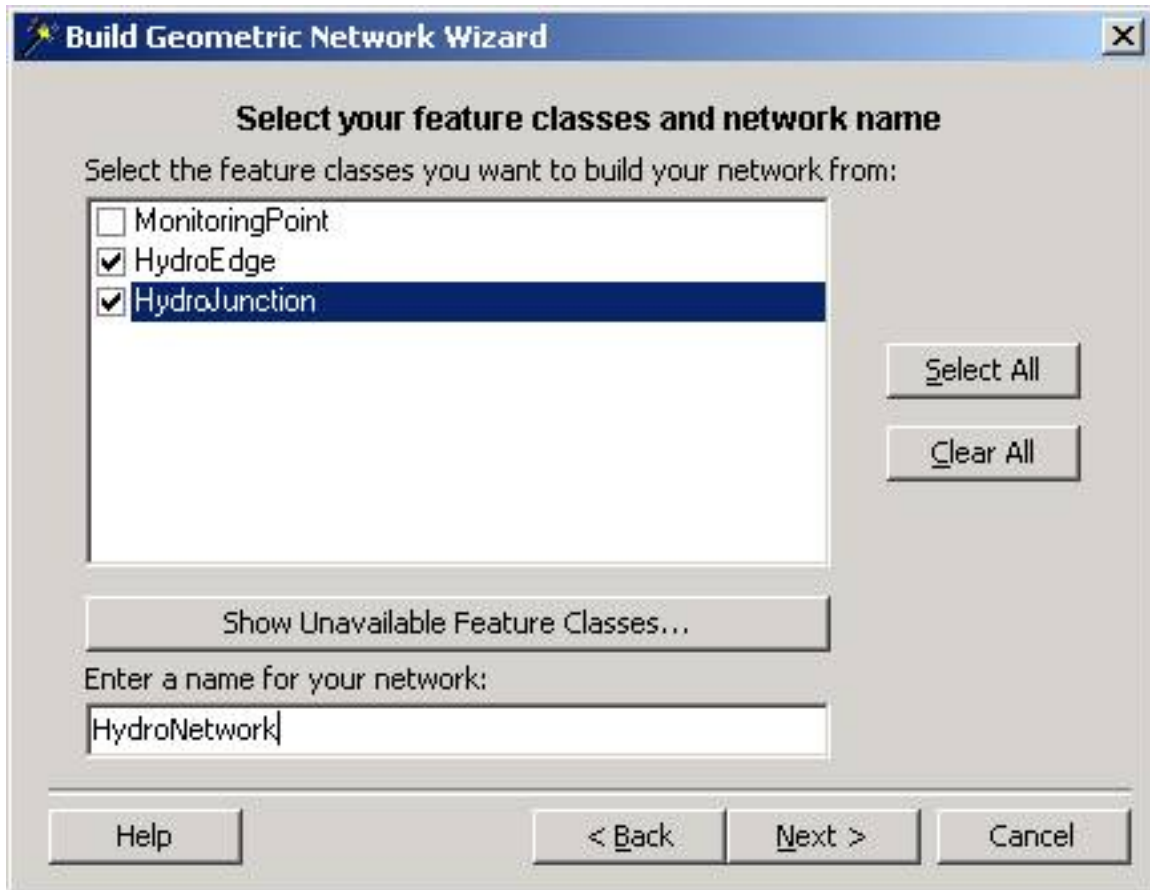 Build Geometric Network Wizard
Select your feature classes and network name
Select the feature classes you want to build your network from:
MonitoringPoint
HydroEdge
HydroJunction
Select All
Clear All
Show Unavailable Feature Classes...
Enter a name for your network:
HydroNetwork
Help
< Back
Next >
Cancel